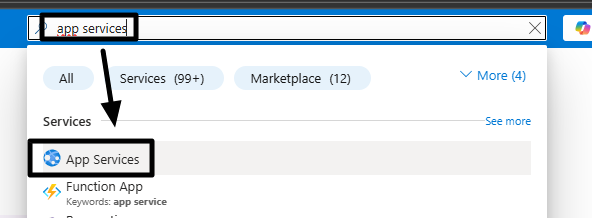 app services
All Services (99+) Marketplace (12) More (4)
Services See more
App Services
Function App
Keywords: app service